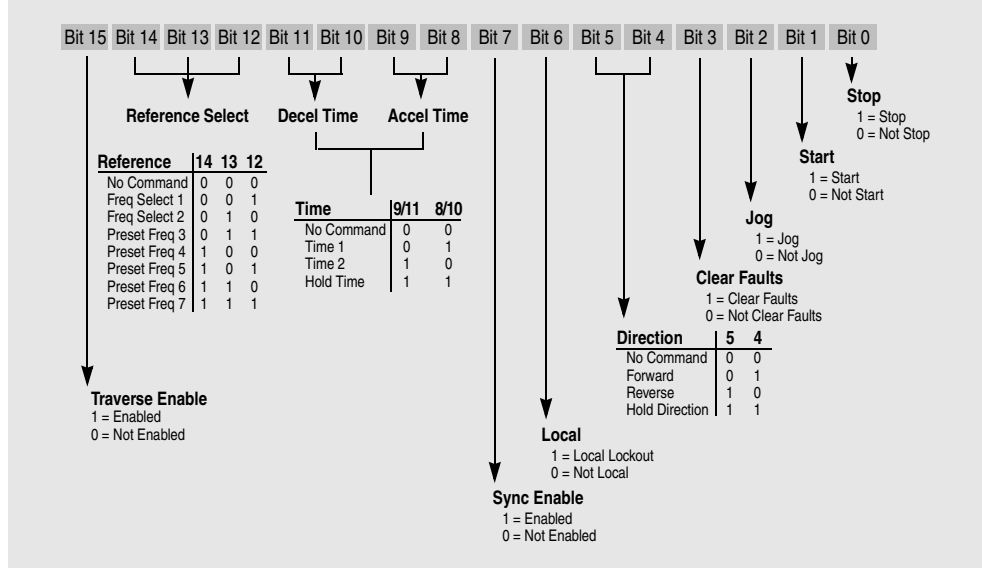 Bit 15 Bit 14 Bit 13 Bit 12 Bit 11 Bit 10 Bit 9 Bit 8 Bit 7 Bit 6 Bit 5 Bit 4 Bit 3 Bit 2 Bit 1 Bit 0
Stop
1 = Stop
0 = Not Stop
Reference Select
Decel Time
Accel Time
Start
1 = Start
0 = Not Start
Reference 14 13 12
No Command 0 0 0
Freq Select 1 0 0 1
Freq Select 2 0 1 0
Preset Freq 3 0 1 1
Preset Freq 4 1 0 0
Preset Freq 5 1 0 1
Preset Freq 6 1 1 0
Preset Freq 7 1 1 1
Time 9/11 8/10
No Command 0 0
Time 1 0 1
Time 2 1 0
Hold Time 1 1
Jog
1 = Jog
0 = Not Jog
Clear Faults
1 = Clear Faults
0 = Not Clear Faults
Direction 5 4
No Command 0 0
Forward 0 1
Reverse 1 0
Hold Direction 1 1
Traverse Enable
1 = Enabled
0 = Not Enabled
Local
1 = Local Lockout
0 = Not Local
Sync Enable
1 = Enabled
0 = Not Enabled